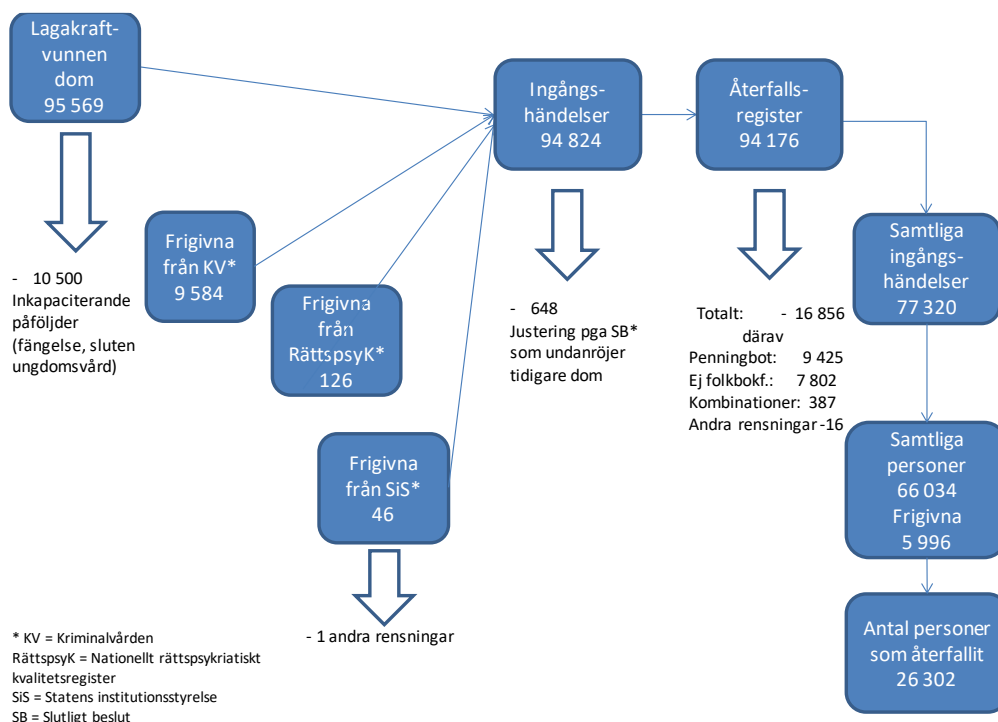 Lagakraft-
vunnen
dom
95 569
Ingångs-
händelser
94 824
Återfalls-
register
94 176
- 10 500
Inkapaciterande
påföljder
(fängelse, sluten
ungdomsvård)
Frigivna
från KV*
9 584
Frigivna
från
RättspsyK*
126
- 648
Justering pga SB*
som undanröjer
tidigare dom
Totalt: - 16 856
därav
Penningbot: 9 425
Ej folkbokf.: 7 802
Kombinationer: 387
Andra rensningar -16
Samtliga
ingångs-
händelser
77 320
Frigivna
från SiS*
46
Samtliga
personer
66 034
Frigivna
5 996
- 1 andra rensningar
Antal personer
som återfallit
26 302
* KV = Kriminalvården
RättspsyK = Nationellt rättspsykriatiskt
kvalitetsregister
SiS = Statens institutionsstyrelse
SB = Slutligt beslut